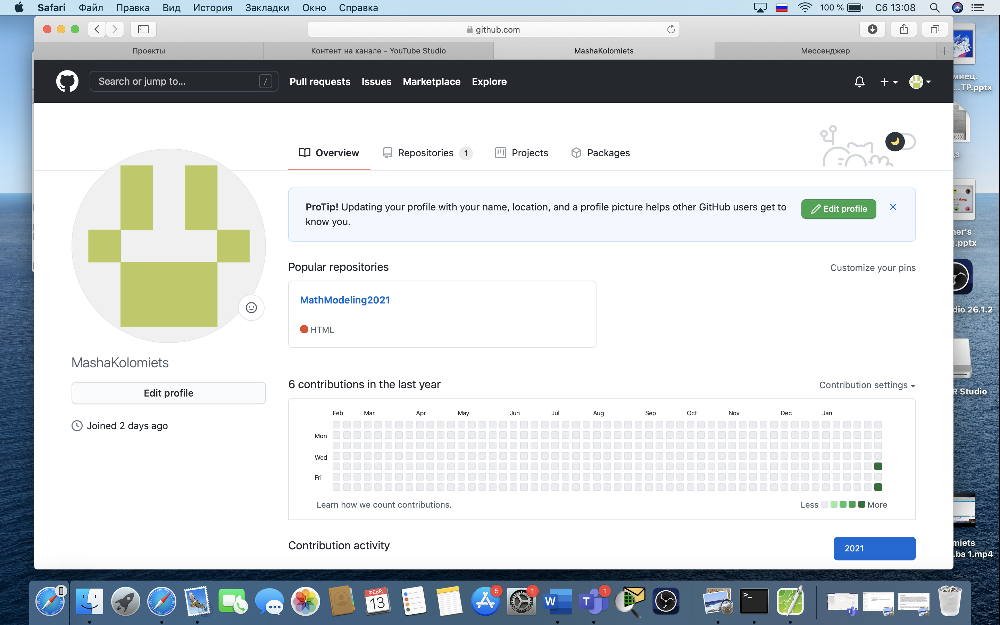 Safari Файл Правка Вид История Закладки Окно Справка 100 % Сб 13:08
github.com
Проекты Контент на канале - YouTube Studio MashaKolomiets Мессенджер
Search or jump to... / Pull requests Issues Marketplace Explore
миец.
...ТР.pptx
Overview Repositories 1 Projects Packages
ProTip! Updating your profile with your name, location, and a profile picture helps other GitHub users get to
know you.
Edit profile
er's slang
ner's
.pptx
Popular repositories Customize your pins
MathModeling2021
HTML
dio 26.1.2
MashaKolomiets
Edit profile
Joined 2 days ago
6 contributions in the last year Contribution settings
R Studio
Feb Mar Apr May Jun Jul Aug Sep Oct Nov Dec Jan
Mon
Wed
Fri
Learn how we count contributions. Less More
Contribution activity 2021
miets
.ba 1.mp4
ФЕВР.
13
5
1
W
T
1
>_